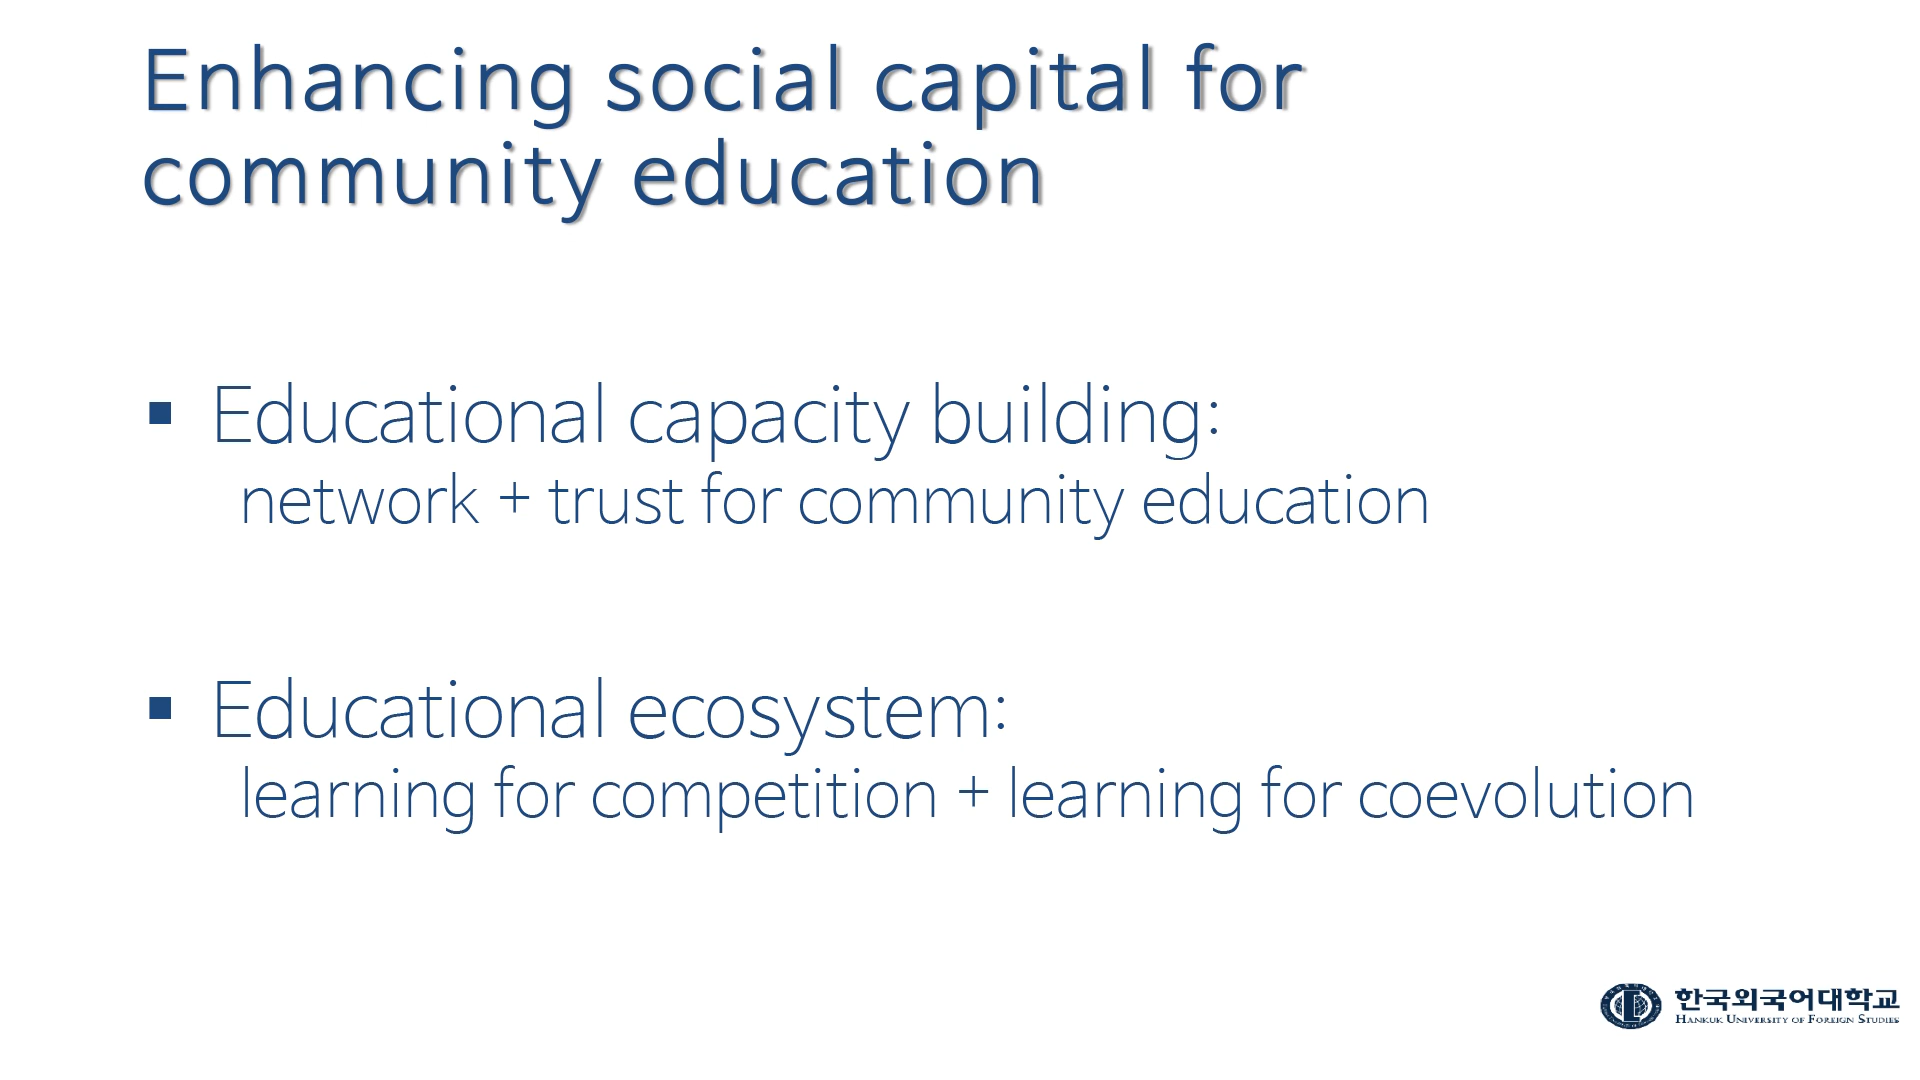 Enhancing social capital for
community education
▪ Educational capacity building:
network + trust for community education
▪ Educational ecosystem:
learning for competition + learning for coevolution
한국외국어대학교
HANKUK UNIVERSITY OF FOREIGN STUDIES